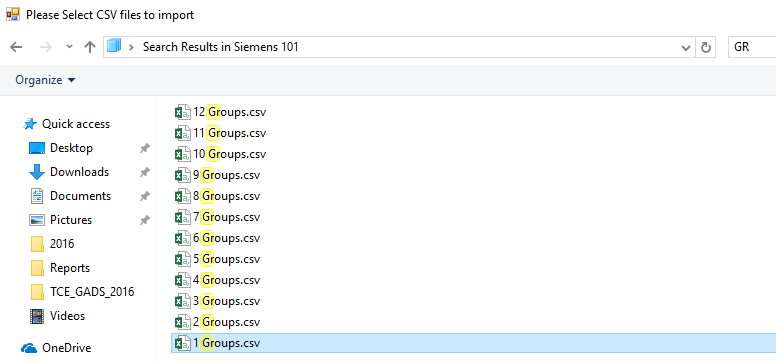 Please Select CSV files to import
Search Results in Siemens 101
GR
Organize
Quick access
Desktop
Downloads
Documents
Pictures
2016
Reports
TCE_GADS_2016
Videos
OneDrive
12 Groups.csv
11 Groups.csv
10 Groups.csv
9 Groups.csv
8 Groups.csv
7 Groups.csv
6 Groups.csv
5 Groups.csv
4 Groups.csv
3 Groups.csv
2 Groups.csv
1 Groups.csv